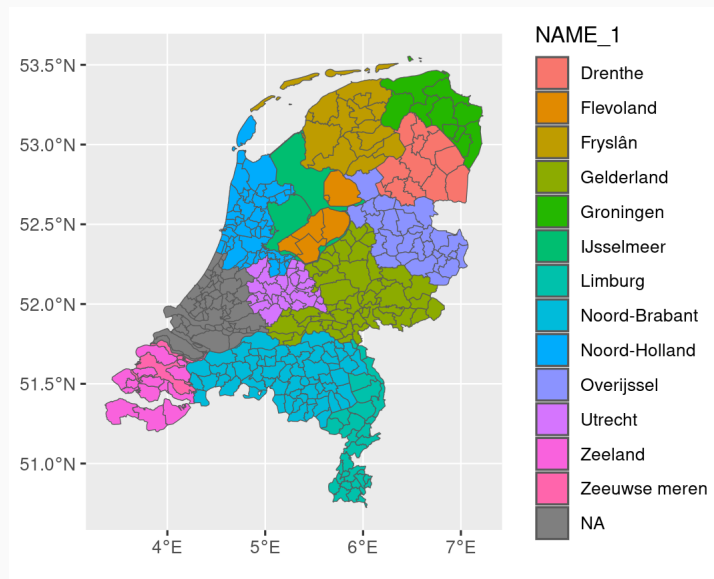 NAME_1
Drenthe
Flevoland
Fryslân
Gelderland
Groningen
IJsselmeer
Limburg
Noord-Brabant
Noord-Holland
Overijssel
Utrecht
Zeeland
Zeeuwse meren
NA
53.5°N
53.0°N
52.5°N
52.0°N
51.5°N
51.0°N
4°E 5°E 6°E 7°E